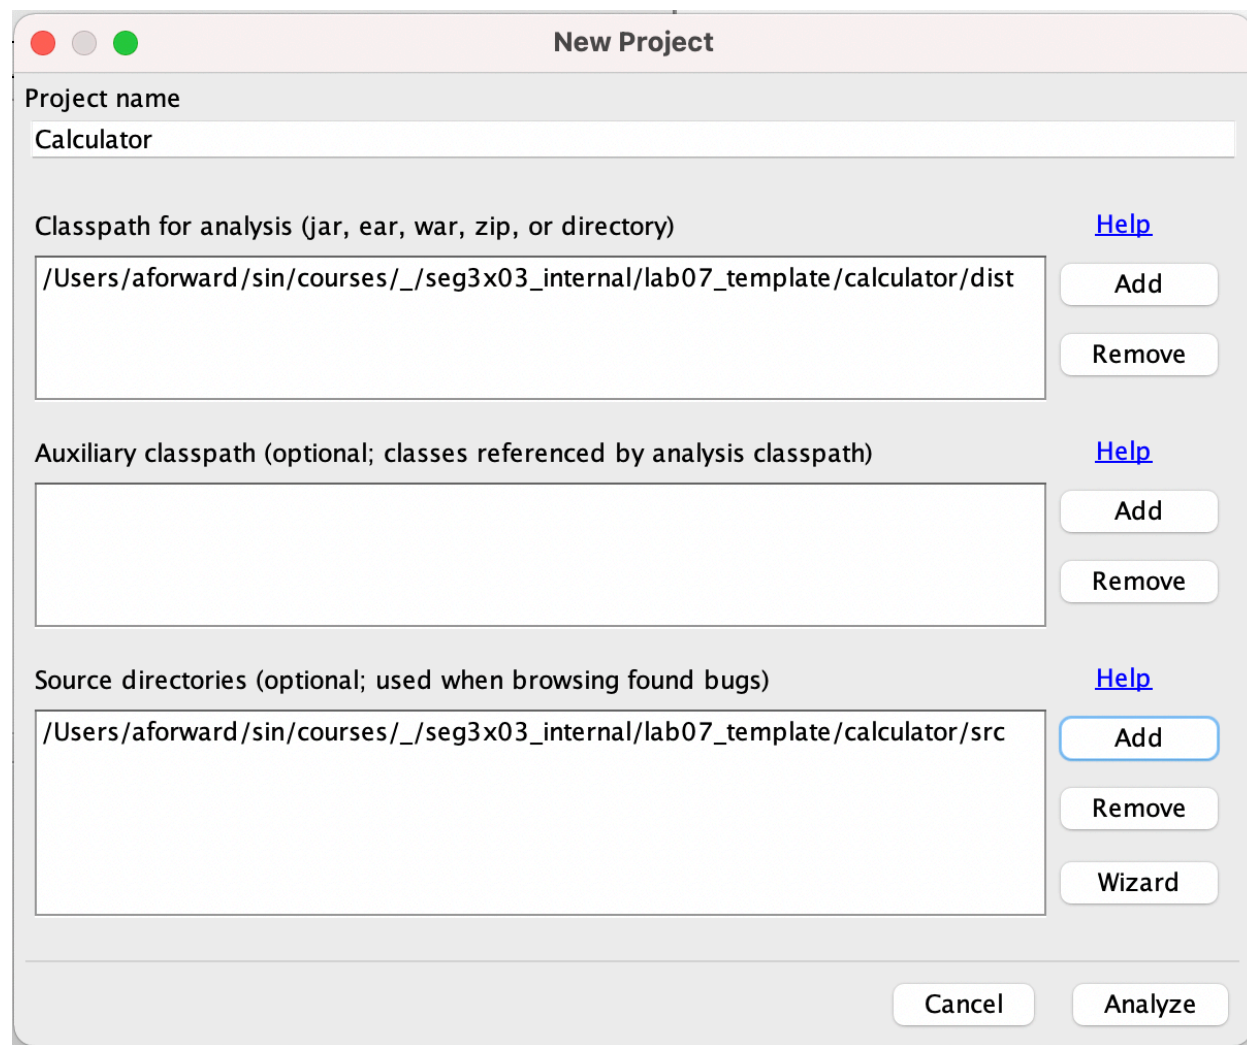 New Project
Project name
Calculator
Classpath for analysis (jar, ear, war, zip, or directory)
Help
/Users/aforward/sin/courses/_/seg3x03_internal/lab07_template/calculator/dist
Add
Remove
Auxiliary classpath (optional; classes referenced by analysis classpath)
Help
Add
Remove
Source directories (optional; used when browsing found bugs)
Help
/Users/aforward/sin/courses/_/seg3x03_internal/lab07_template/calculator/src
Add
Remove
Wizard
Cancel
Analyze